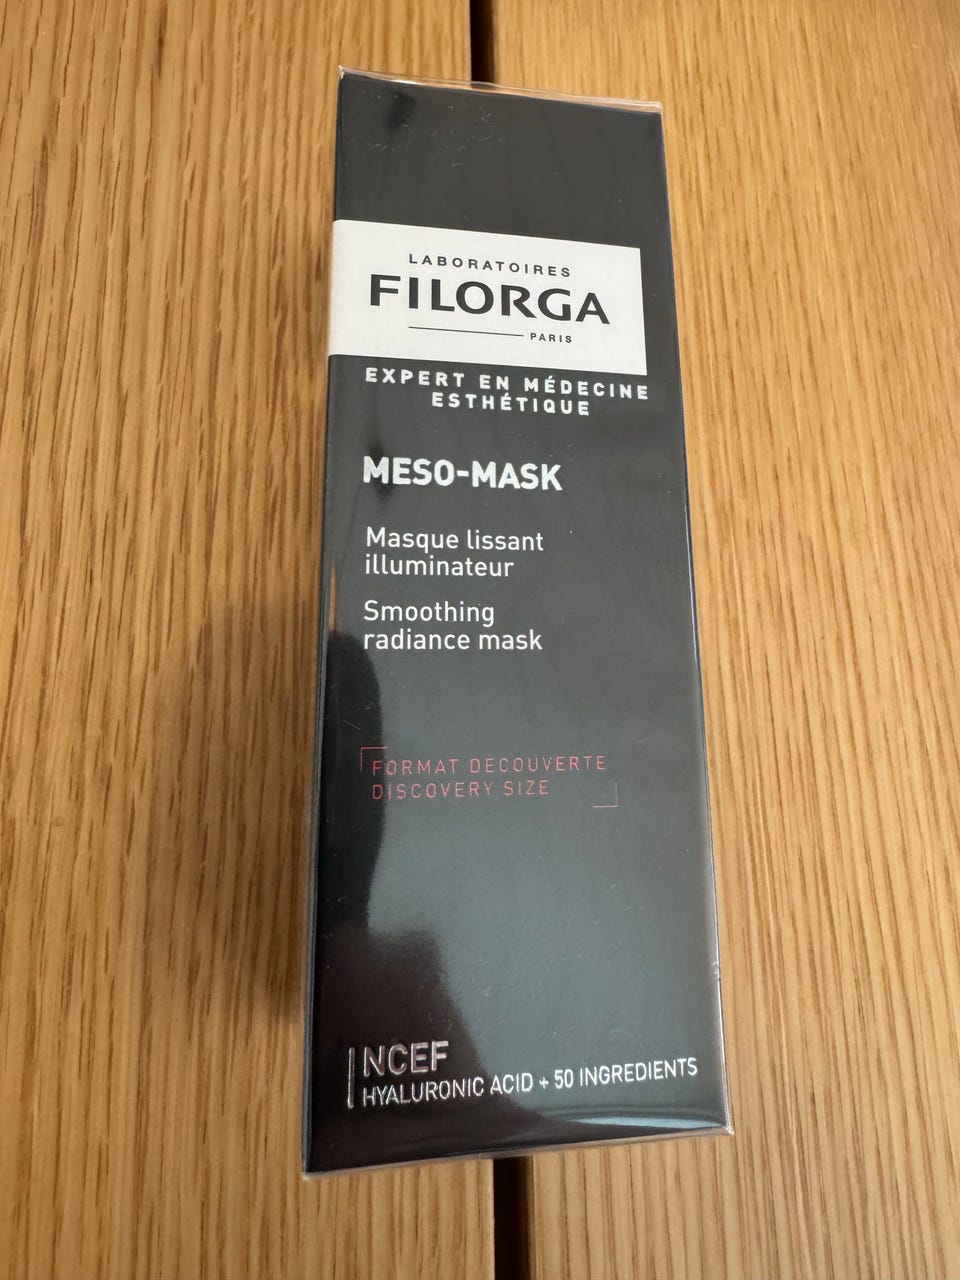 LABORATOIRES
FILORGA
PARIS
EXPERT EN MÉDECINE
ESTHÉTIQUE
MESO-MASK
Masque lissant
illuminateur
Smoothing
radiance mask
FORMAT DÉCOUVERTE
DISCOVERY SIZE
NCEF
HYALURONIC ACID + 50 INGREDIENTS